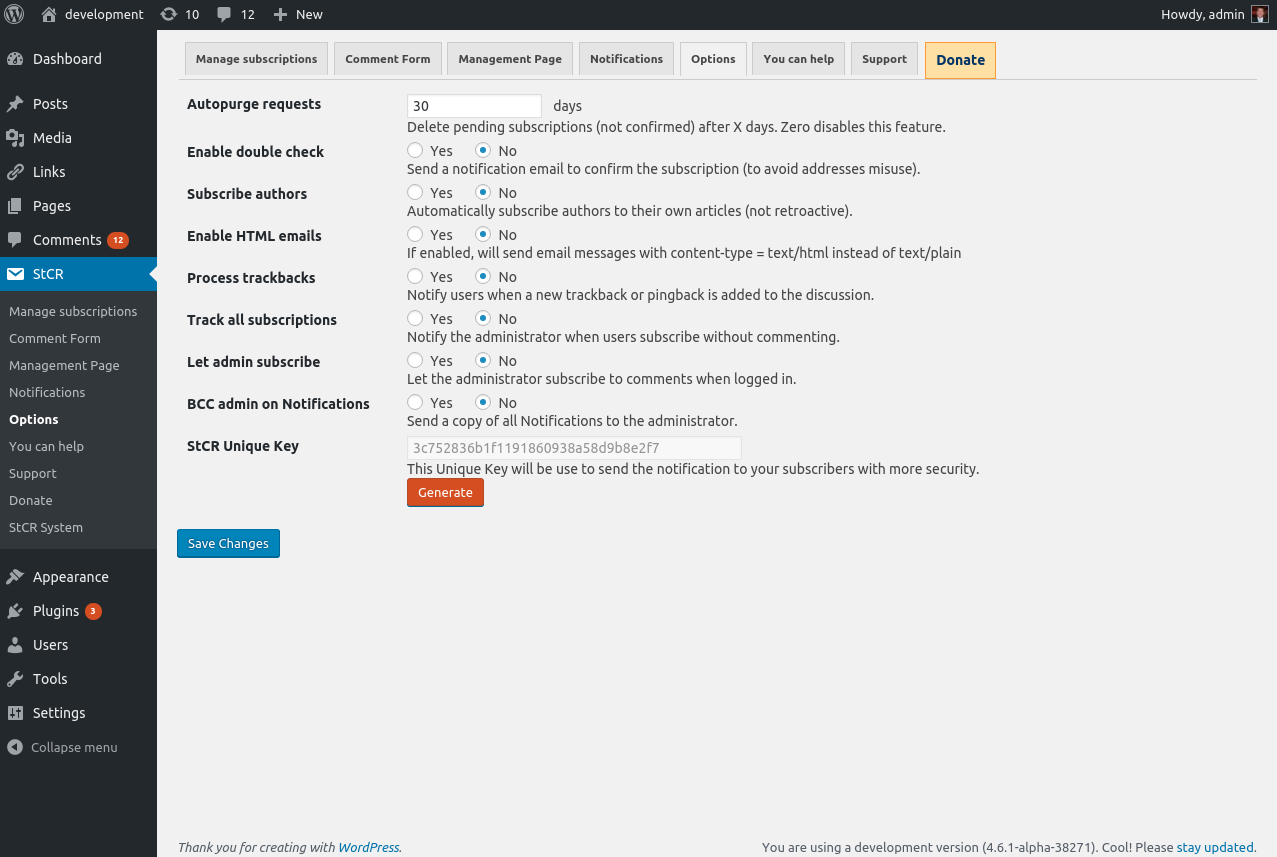 development 10 12 New Howdy, admin
Dashboard
Posts
Media
Links
Pages
Comments 12
StCR
Manage subscriptions
Comment Form
Management Page
Notifications
Options
You can help
Support
Donate
StCR System
Appearance
Plugins 3
Users
Tools
Settings
Collapse menu
Manage subscriptions Comment Form Management Page Notifications Options You can help Support Donate
Autopurge requests 30 days
Delete pending subscriptions (not confirmed) after X days. Zero disables this feature.
Enable double check Yes No
Send a notification email to confirm the subscription (to avoid addresses misuse).
Subscribe authors Yes No
Automatically subscribe authors to their own articles (not retroactive).
Enable HTML emails Yes No
If enabled, will send email messages with content-type = text/html instead of text/plain
Process trackbacks Yes No
Notify users when a new trackback or pingback is added to the discussion.
Track all subscriptions Yes No
Notify the administrator when users subscribe without commenting.
Let admin subscribe Yes No
Let the administrator subscribe to comments when logged in.
BCC admin on Notifications Yes No
Send a copy of all Notifications to the administrator.
StCR Unique Key 3c752836b1f1191860938a58d9b8e2f7
This Unique Key will be use to send the notification to your subscribers with more security.
Generate
Save Changes
Thank you for creating with WordPress. You are using a development version (4.6.1-alpha-38271). Cool! Please stay updated.